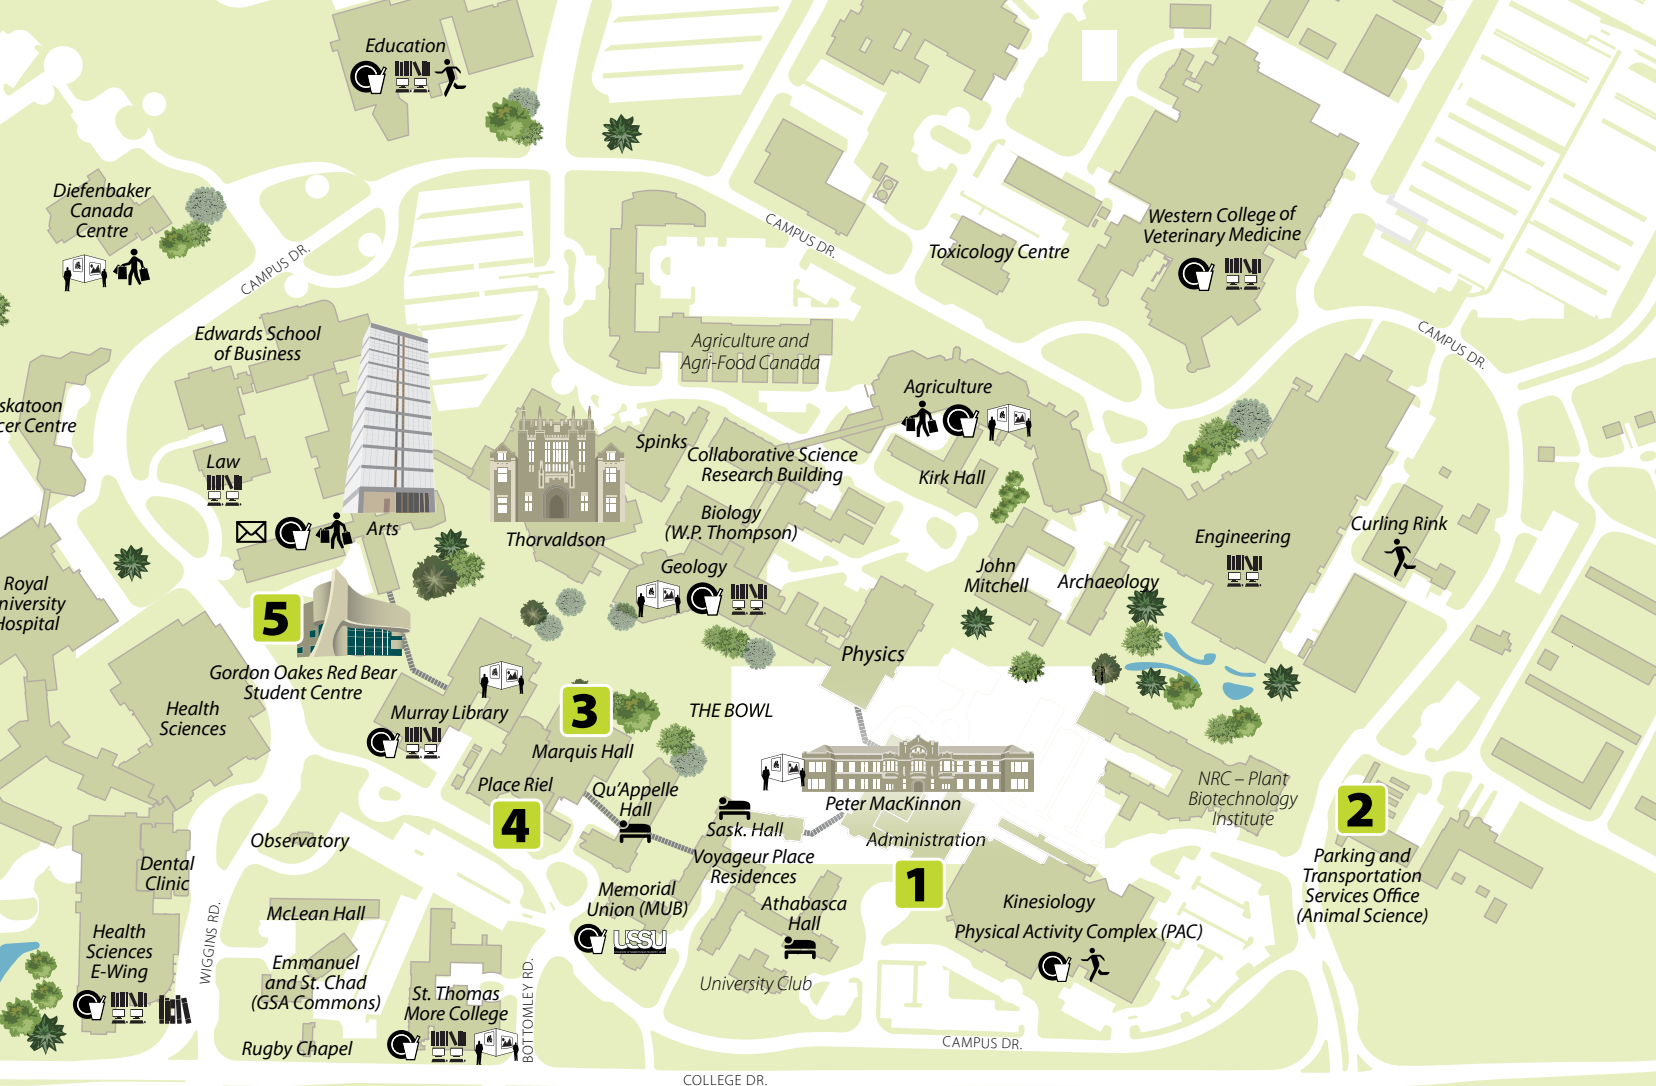 Education
Diefenbaker
Canada
Centre
CAMPUS DR.
CAMPUS DR.
Toxicology Centre
Western College of
Veterinary Medicine
CAMPUS DR.
Edwards School
of Business
Agriculture and
Agri-Food Canada
Agriculture
skatoon
cer Centre
Law
Spinks
Collaborative Science
Research Building
Kirk Hall
Arts
Thorvaldson
Biology
(W.P. Thompson)
Engineering
Curling Rink
Geology
John
Mitchell
Archaeology
Royal
niversity
Hospital
5
Gordon Oakes Red Bear
Student Centre
Physics
Health
Sciences
Murray Library
3
THE BOWL
Marquis Hall
Place Riel
4
Qu'Appelle
Hall
Sask. Hall
Peter MacKinnon
Administration
NRC – Plant
Biotechnology
Institute
2
Observatory
Voyageur Place
Residences
1
Parking and
Transportation
Services Office
(Animal Science)
Dental
Clinic
McLean Hall
Memorial
Union (MUB)
USSU
Athabasca
Hall
Kinesiology
Physical Activity Complex (PAC)
Health
Sciences
E-Wing
WIGGINS RD.
Emmanuel
and St. Chad
(GSA Commons)
St. Thomas
More College
BOTTOMLEY RD.
University Club
Rugby Chapel
CAMPUS DR.
COLLEGE DR.